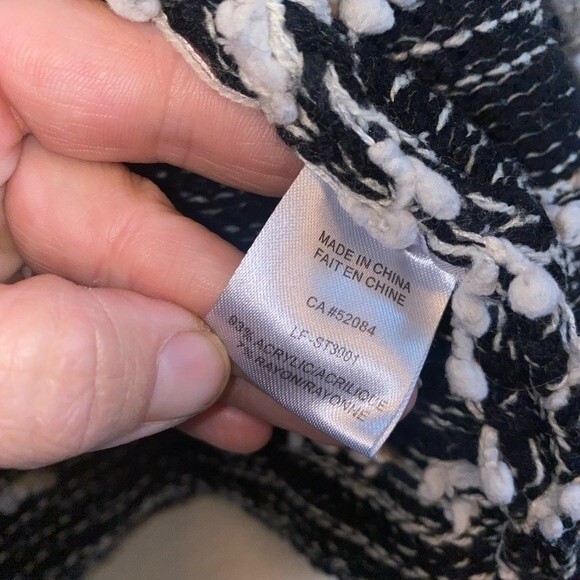 MADE IN CHINA
FAIT EN CHINE
CA #52084
LF-ST3001
93% ACRYLIC/ACRILIQUE
7% RAYON/RAYONNE